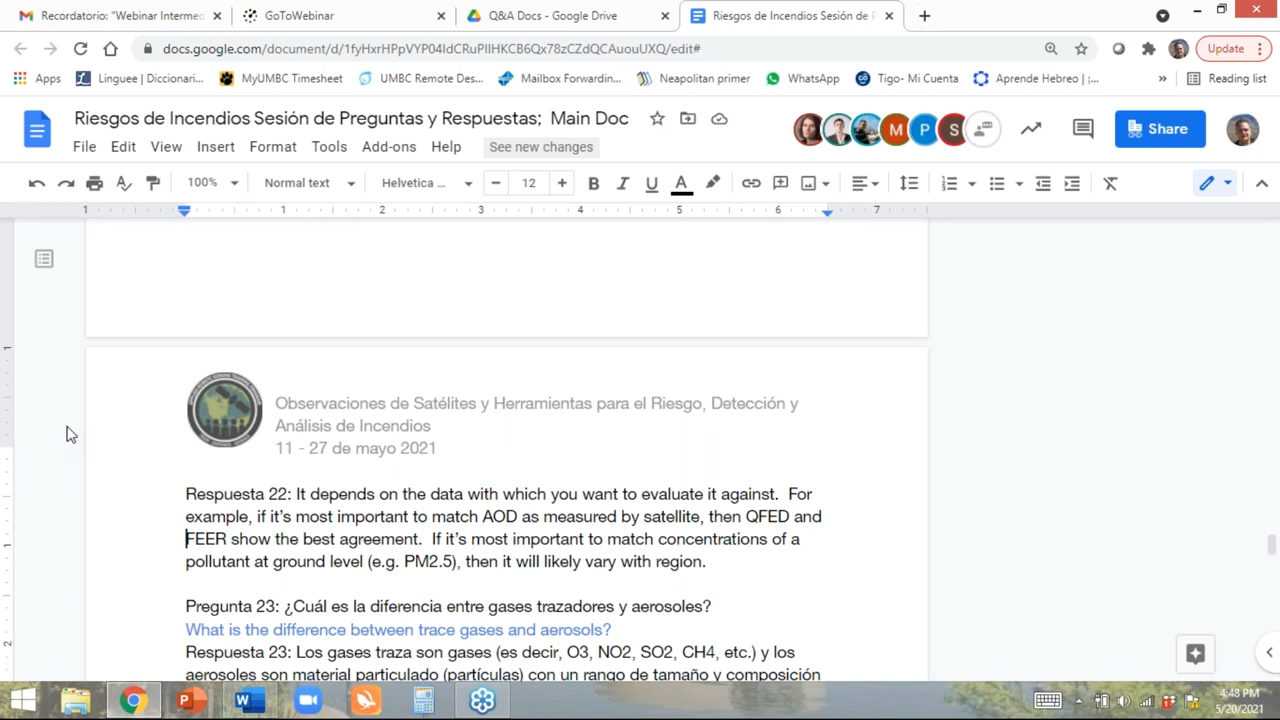 Recordatorio: "Webinar Intermed
GoToWebinar
Q&A Docs - Google Drive
Riesgos de Incendios Sesión de P
docs.google.com/document/d/1fyHxrHPpVYP04IdCRuPIIHKCB6Qx78zCZdQCAuouUXQ/edit#
Update
Apps
Linguee | Diccionari...
MyUMBC Timesheet
UMBC Remote Des...
Mailbox Forwardin...
Neapolitan primer
WhatsApp
Tigo- Mi Cuenta
Aprende Hebreo | ¡...
»
Reading list
Riesgos de Incendios Sesión de Preguntas y Respuestas;  Main Doc
M P S
Share
File Edit View Insert Format Tools Add-ons Help See new changes
100% Normal text Helvetica ... 12 B I U A
1 1 2 3 4 5 6 7
Observaciones de Satélites y Herramientas para el Riesgo, Detección y
Análisis de Incendios
11 - 27 de mayo 2021
Respuesta 22: It depends on the data with which you want to evaluate it against.  For
example, if it's most important to match AOD as measured by satellite, then QFED and
FEER show the best agreement.  If it's most important to match concentrations of a
pollutant at ground level (e.g. PM2.5), then it will likely vary with region.
Pregunta 23: ¿Cuál es la diferencia entre gases trazadores y aerosoles?
What is the difference between trace gases and aerosols?
Respuesta 23: Los gases traza son gases (es decir, O3, NO2, SO2, CH4, etc.) y los
aerosoles son material particulado (partículas) con un rango de tamaño y composición
4:48 PM
5/20/2021